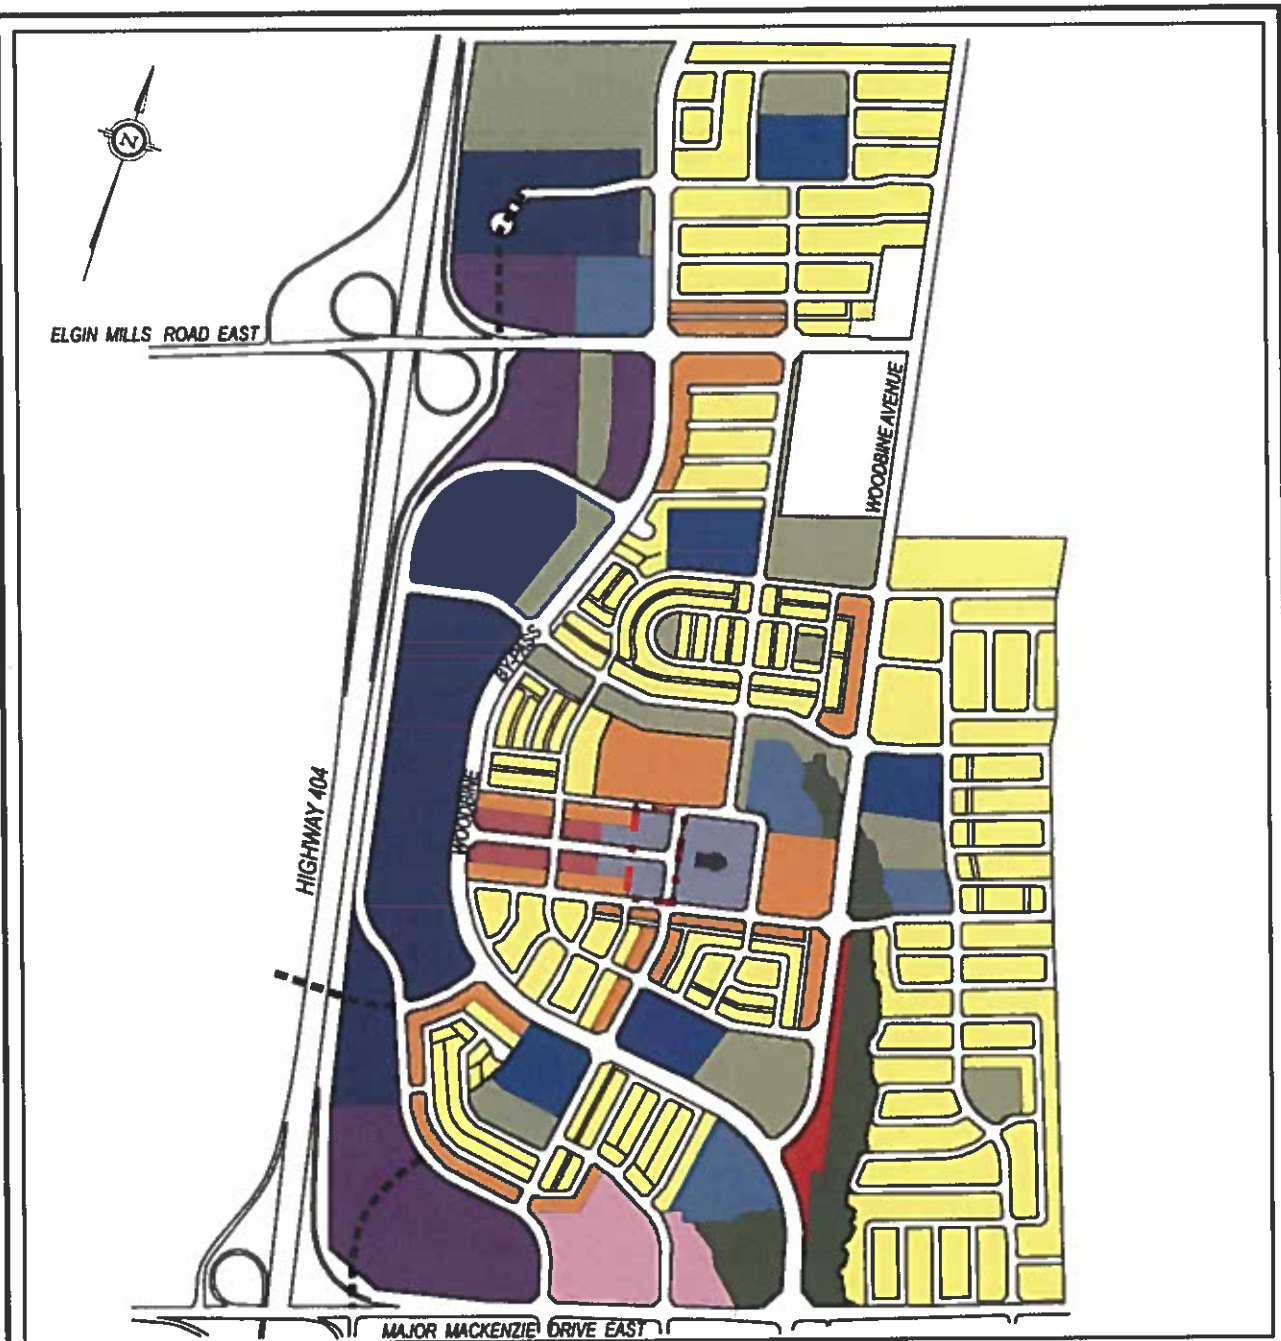 N
ELGIN MILLS ROAD EAST
WOODBINE AVENUE
BYPASS
WOODBINE
HIGHWAY 404
MAJOR MACKENZIE DRIVE EAST